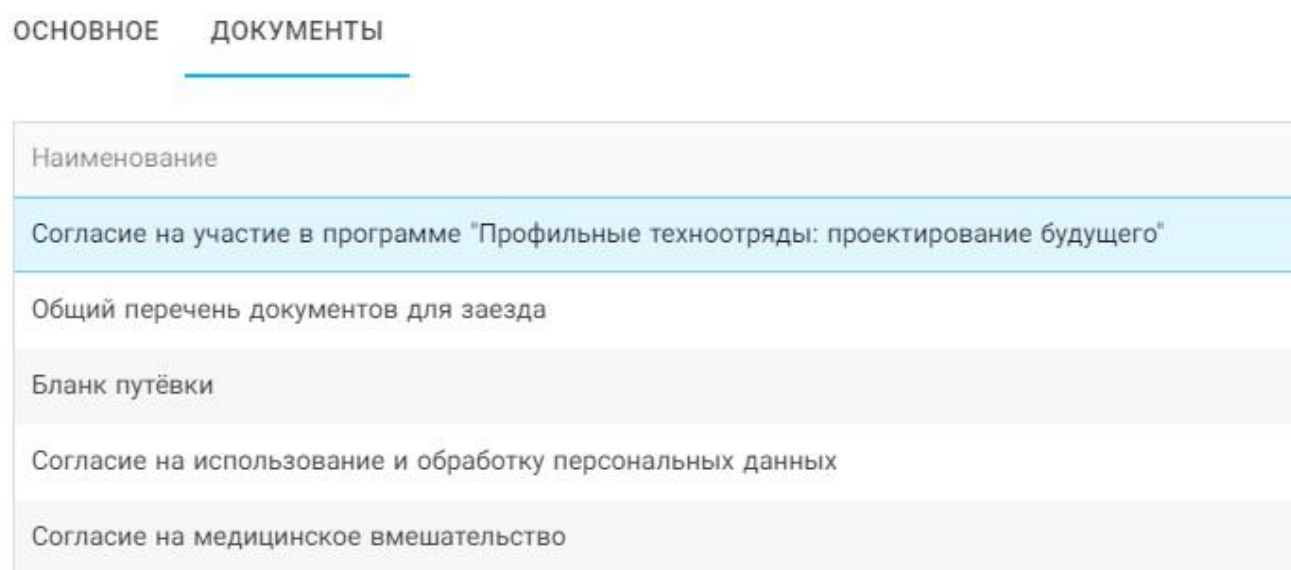 ОСНОВНОЕ ДОКУМЕНТЫ
Наименование
Согласие на участие в программе "Профильные техноотряды: проектирование будущего"
Общий перечень документов для заезда
Бланк путёвки
Согласие на использование и обработку персональных данных
Согласие на медицинское вмешательство